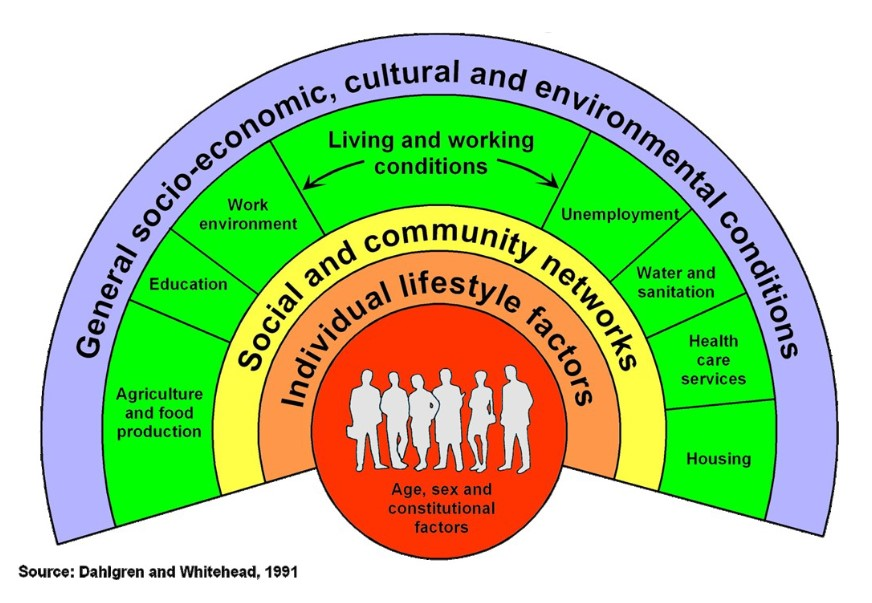 General socio-economic, cultural and environmental conditions
Living and working
conditions
Work
environment
Education
Agriculture
and food
production
Unemployment
Water and
sanitation
Health
care
services
Housing
Social and community networks
Individual lifestyle factors
Age, sex and
constitutional
factors
Source: Dahlgren and Whitehead, 1991